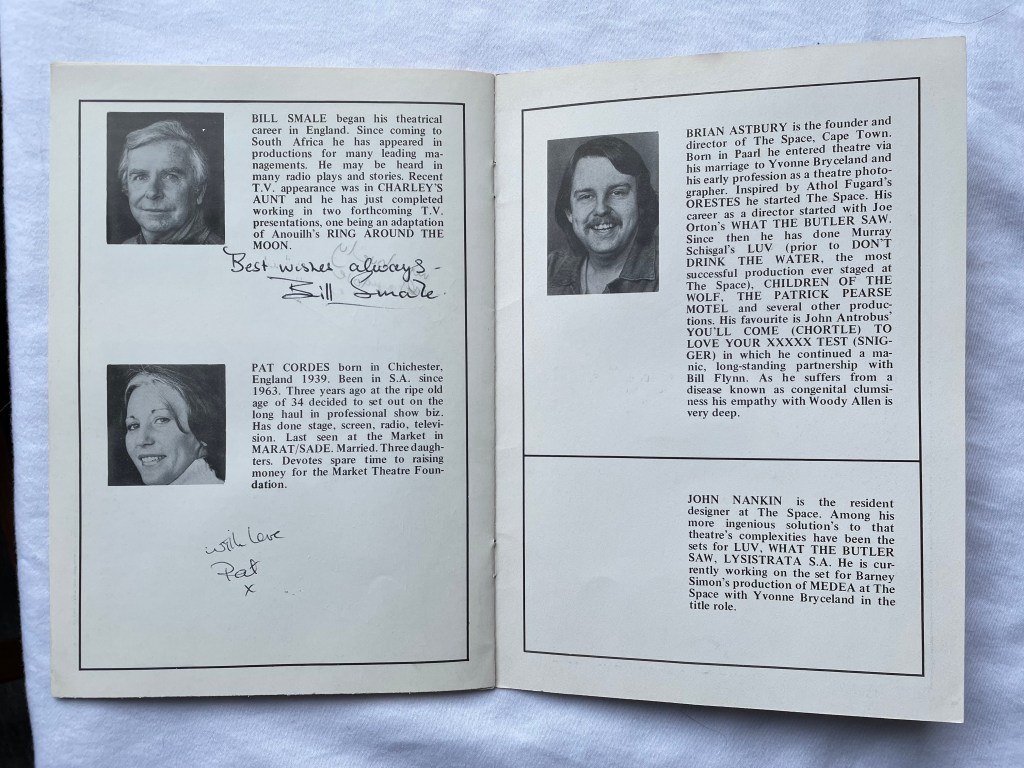 BILL SMALE began his theatrical
career in England. Since coming to
South Africa he has appeared in
productions for many leading ma-
nagements. He may be heard in
many radio plays and stories. Recent
T.V. appearance was in CHARLEY'S
AUNT and he has just completed
working in two forthcoming T.V.
presentations, one being an adaptation
of Anouilh's RING AROUND THE
MOON.
Best wishes always -
Bill Smale.
PAT CORDES born in Chichester,
England 1939. Been in S.A. since
1963. Three years ago at the ripe old
age of 34 decided to set out on the
long haul in professional show biz.
Has done stage, screen, radio, televi-
sion. Last seen at the Market in
MARAT/SADE. Married. Three daugh-
ters. Devotes spare time to raising
money for the Market Theatre Foun-
dation.
with love
Pat
x
BRIAN ASTBURY is the founder and
director of The Space, Cape Town.
Born in Paarl he entered theatre via
his marriage to Yvonne Bryceland and
his early profession as a theatre photo-
grapher. Inspired by Athol Fugard's
ORESTES he started The Space. His
career as a director started with Joe
Orton's WHAT THE BUTLER SAW.
Since then he has done Murray
Schisgal's LUV (prior to DON'T
DRINK THE WATER, the most
successful production ever staged at
The Space), CHILDREN OF THE
WOLF, THE PATRICK PEARSE
MOTEL and several other produc-
tions. His favourite is John Antrobus'
YOU'LL COME (CHORTLE) TO
LOVE YOUR XXXXX TEST (SNIG-
GER) in which he continued a ma-
nic, long-standing partnership with
Bill Flynn. As he suffers from a
disease known as congenital clumsi-
ness his empathy with Woody Allen is
very deep.
JOHN NANKIN is the resident
designer at The Space. Among his
more ingenious solution's to that
theatre's complexities have been the
sets for LUV, WHAT THE BUTLER
SAW, LYSISTRATA S.A. He is cur-
rently working on the set for Barney
Simon's production of MEDEA at The
Space with Yvonne Bryceland in the
title role.